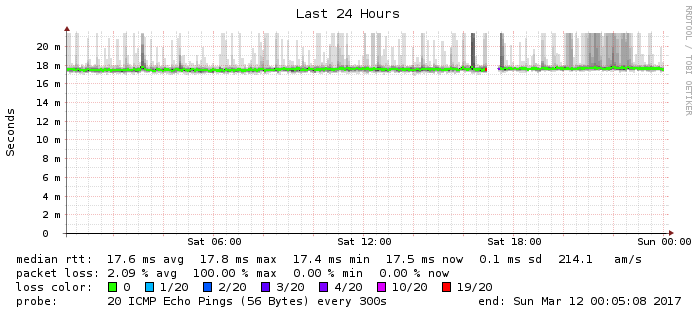 Last 24 Hours
RRDTOOL / TOBI OETIKER
Seconds
20 m
18 m
16 m
14 m
12 m
10 m
8 m
6 m
4 m
2 m
0
Sat 06:00 Sat 12:00 Sat 18:00 Sun 00:00
median rtt: 17.6 ms avg 17.8 ms max 17.4 ms min 17.5 ms now 0.1 ms sd 214.1 am/s
packet loss: 2.09 % avg 100.00 % max 0.00 % min 0.00 % now
loss color: 0 1/20 2/20 3/20 4/20 10/20 19/20
probe: 20 ICMP Echo Pings (56 Bytes) every 300s end: Sun Mar 12 00:05:08 2017